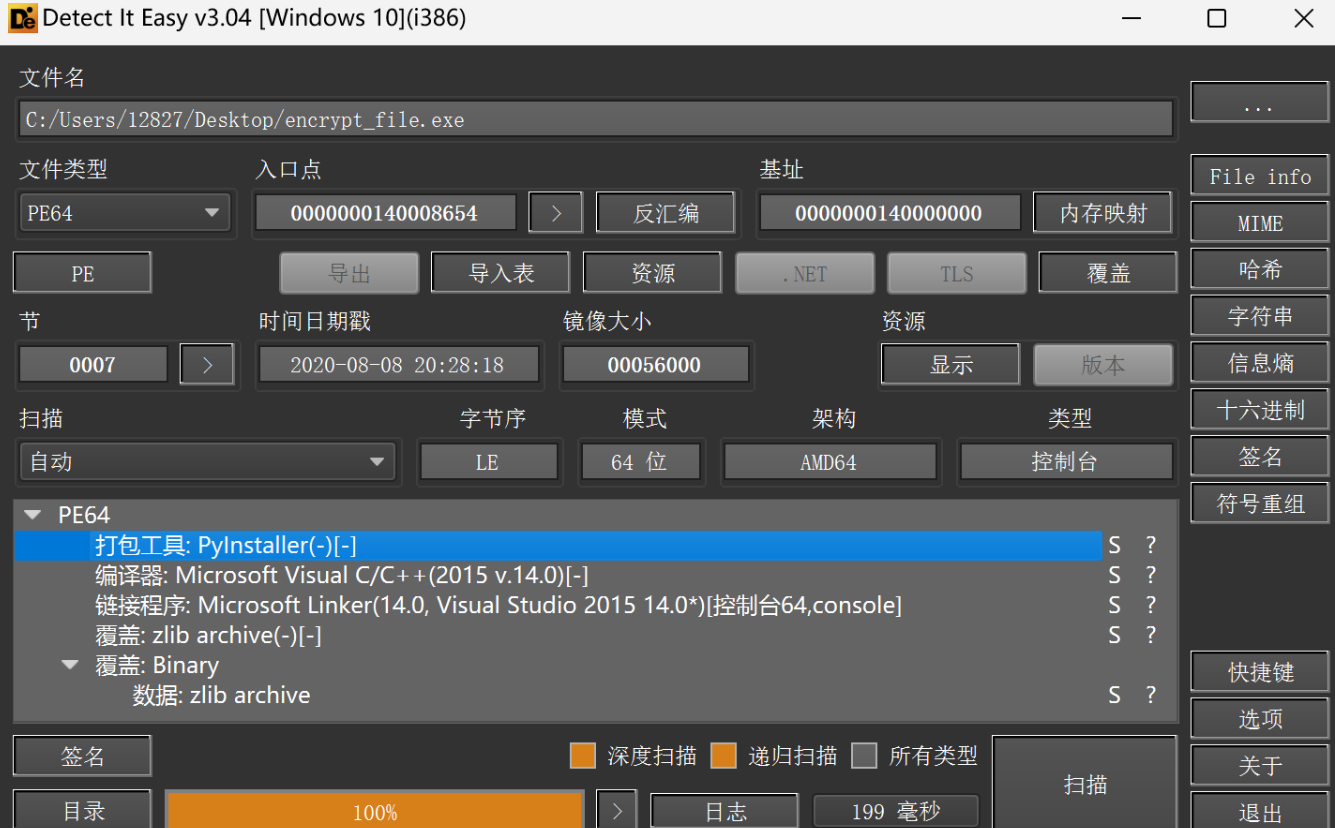 Detect It Easy v3.04 [Windows 10](i386)
文件名
C:/Users/12827/Desktop/encrypt_file.exe
...
文件类型 入口点 基址
PE64 0000000140008654 > 反汇编 0000000140000000 内存映射
File info
MIME
PE 导出 导入表 资源 .NET TLS 覆盖
哈希
节 时间日期戳 镜像大小 资源
字符串
0007 > 2020-08-08 20:28:18 00056000 显示 版本
信息熵
扫描 字节序 模式 架构 类型
十六进制
自动 LE 64 位 AMD64 控制台
签名
符号重组
PE64
打包工具: PyInstaller(-)[-] S ?
编译器: Microsoft Visual C/C++(2015 v.14.0)[-] S ?
链接程序: Microsoft Linker(14.0, Visual Studio 2015 14.0*)[控制台64,console] S ?
覆盖: zlib archive(-)[-] S ?
覆盖: Binary
数据: zlib archive S ?
快捷键
选项
签名 深度扫描 递归扫描 所有类型
关于
扫描
目录 100% > 日志 199 毫秒
退出